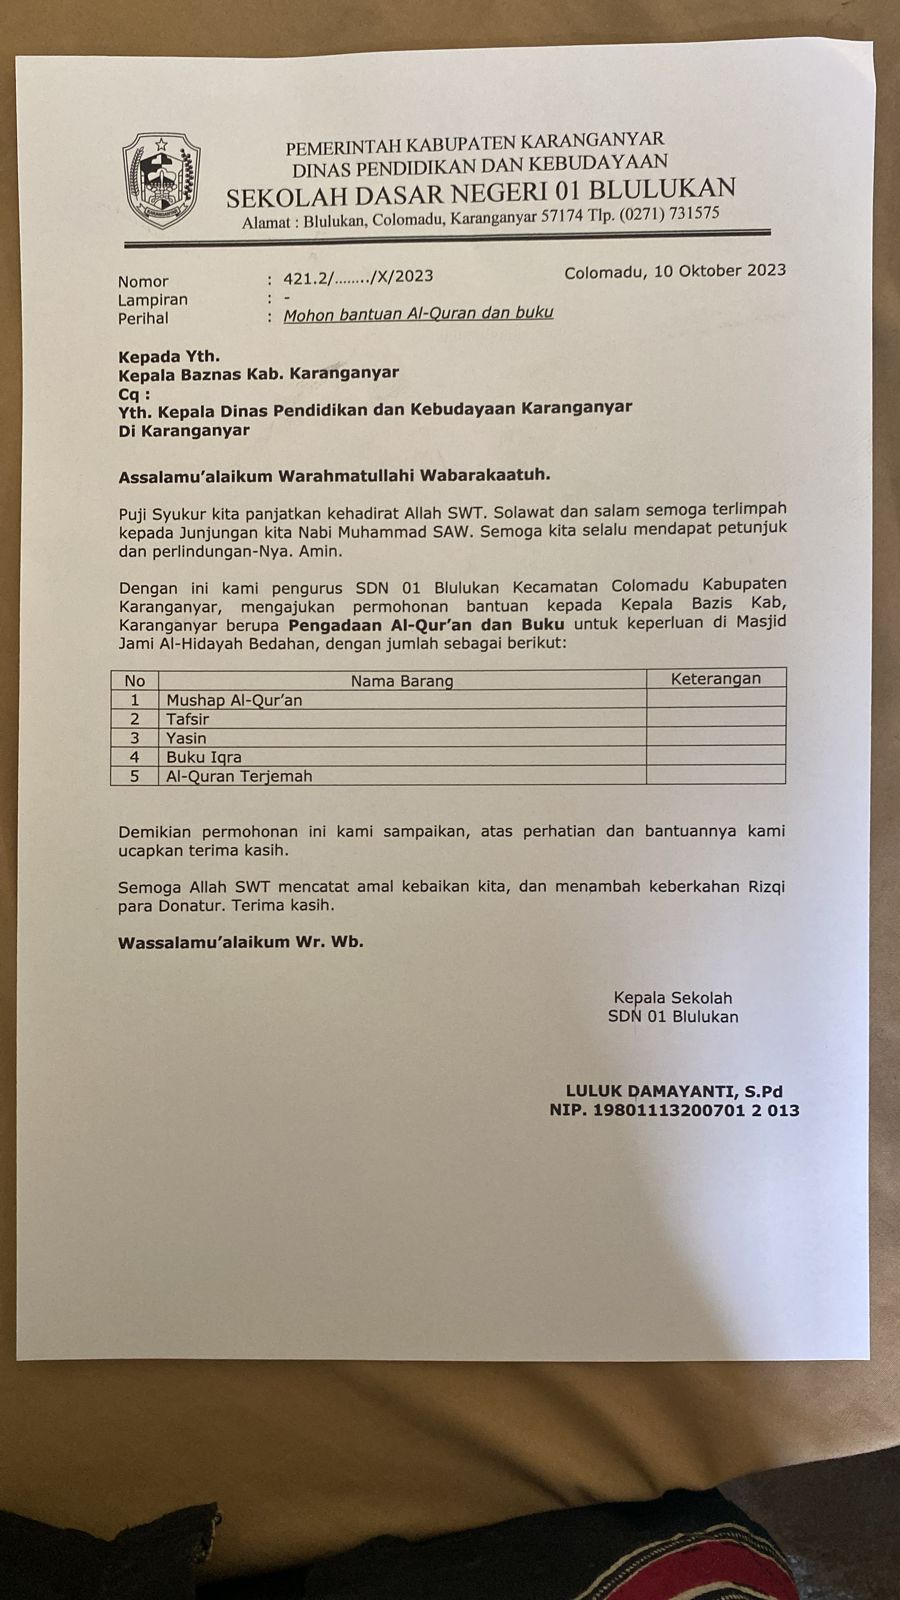 PEMERINTAH KABUPATEN KARANGANYAR
DINAS PENDIDIKAN DAN KEBUDAYAAN
SEKOLAH DASAR NEGERI 01 BLULUKAN
Alamat : Blulukan, Colomadu, Karanganyar 57174 Tlp. (0271) 731575
Nomor : 421.2/......../X/2023 Colomadu, 10 Oktober 2023
Lampiran : -
Perihal : Mohon bantuan Al-Quran dan buku
Kepada Yth.
Kepala Baznas Kab. Karanganyar
Cq :
Yth. Kepala Dinas Pendidikan dan Kebudayaan Karanganyar
Di Karanganyar
Assalamu’alaikum Warahmatullahi Wabarakaatuh.
Puji Syukur kita panjatkan kehadirat Allah SWT. Solawat dan salam semoga terlimpah
kepada Junjungan kita Nabi Muhammad SAW. Semoga kita selalu mendapat petunjuk
dan perlindungan-Nya. Amin.
Dengan ini kami pengurus SDN 01 Blulukan Kecamatan Colomadu Kabupaten
Karanganyar, mengajukan permohonan bantuan kepada Kepala Bazis Kab,
Karanganyar berupa Pengadaan Al-Qur’an dan Buku untuk keperluan di Masjid
Jami Al-Hidayah Bedahan, dengan jumlah sebagai berikut:
No Nama Barang Keterangan
1 Mushap Al-Qur’an
2 Tafsir
3 Yasin
4 Buku Iqra
5 Al-Quran Terjemah
Demikian permohonan ini kami sampaikan, atas perhatian dan bantuannya kami
ucapkan terima kasih.
Semoga Allah SWT mencatat amal kebaikan kita, dan menambah keberkahan Rizqi
para Donatur. Terima kasih.
Wassalamu’alaikum Wr. Wb.
Kepala Sekolah
SDN 01 Blulukan
LULUK DAMAYANTI, S.Pd
NIP. 19801113200701 2 013